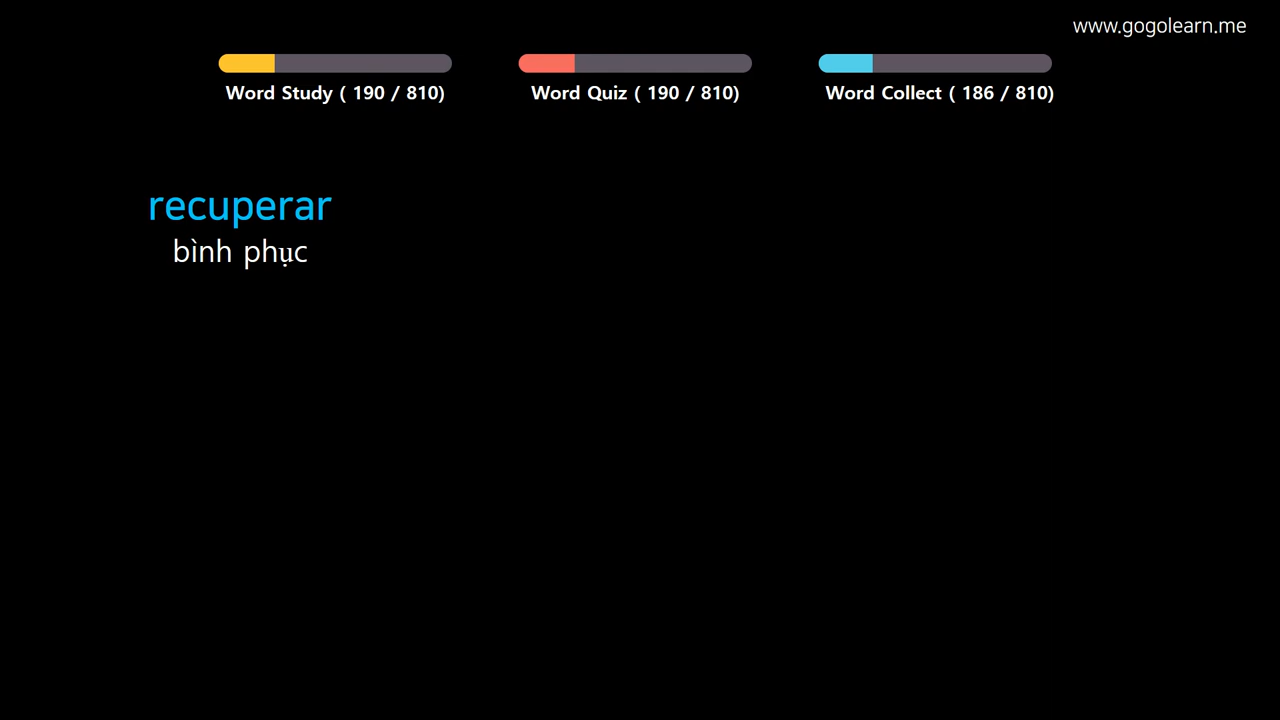 www.gogolearn.me
Word Study ( 190 / 810)
Word Quiz ( 190 / 810)
Word Collect ( 186 / 810)
recuperar
bình phục